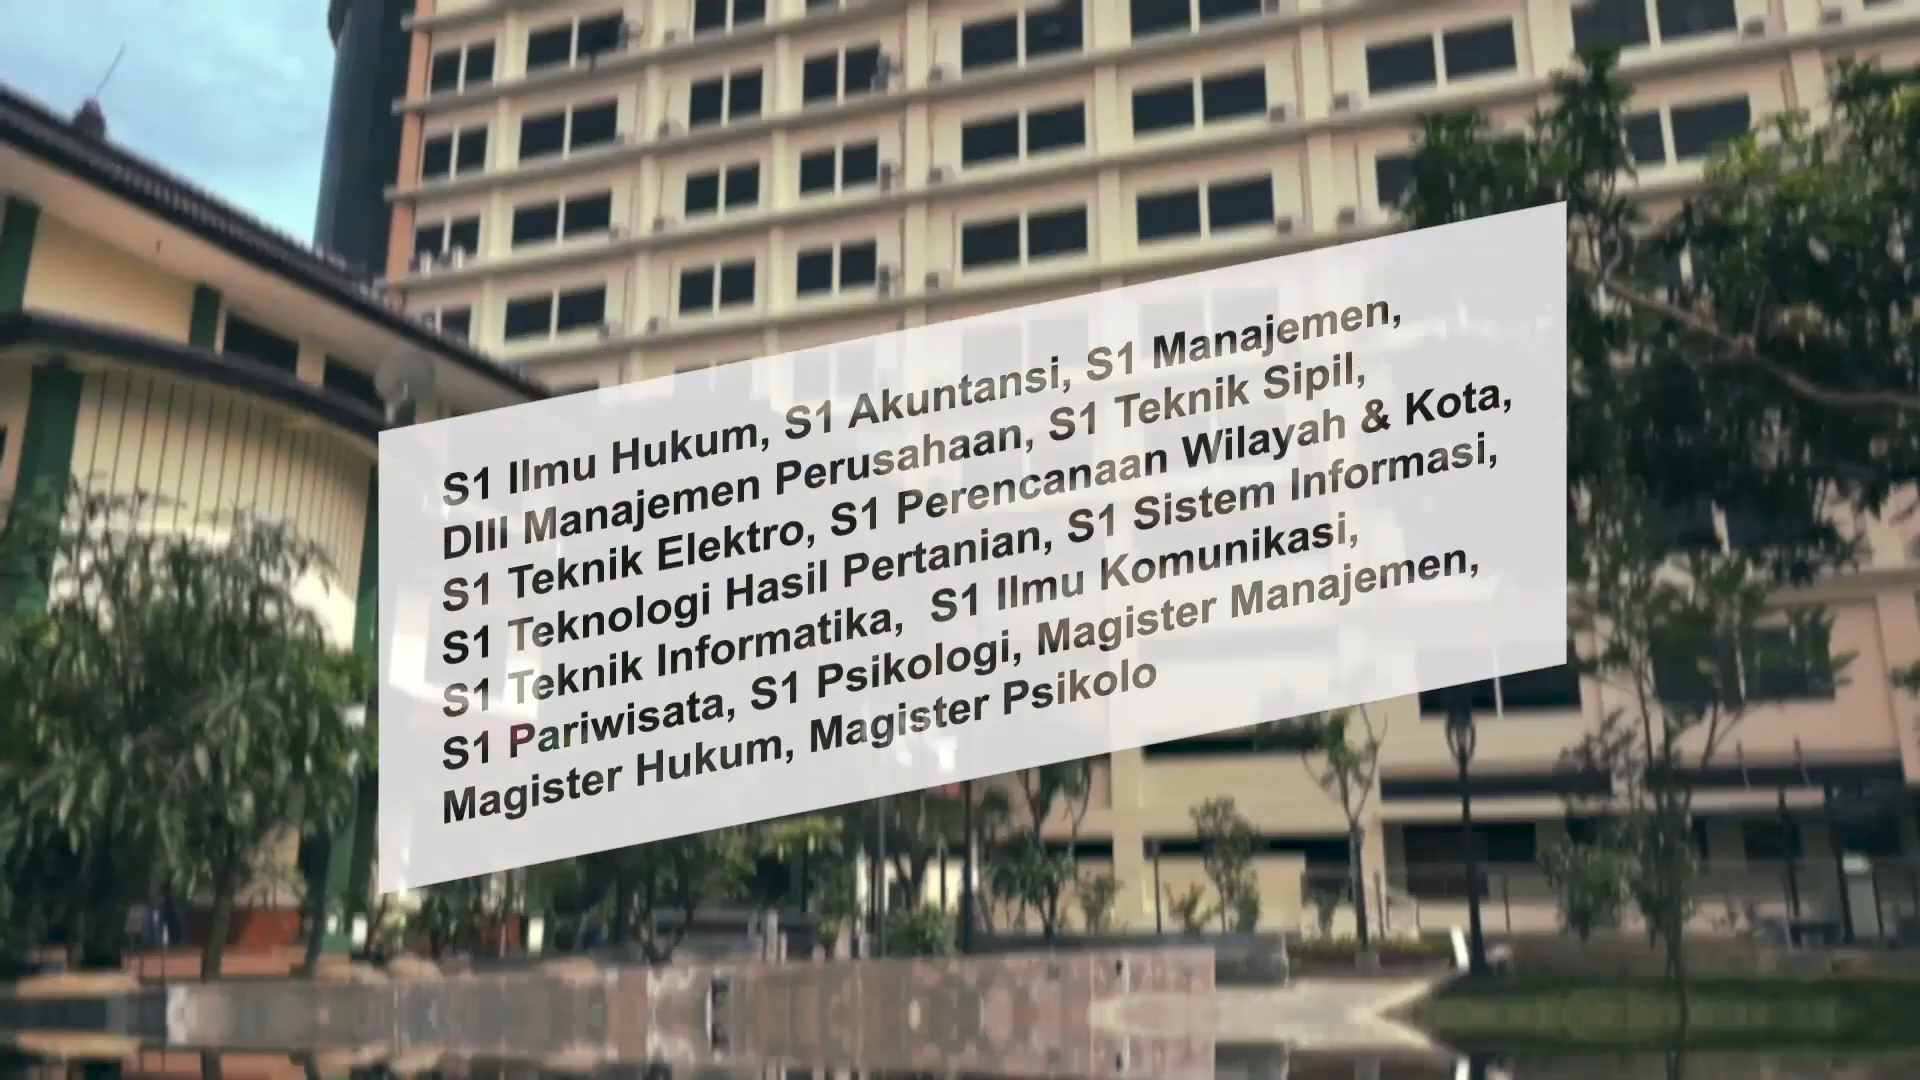 S1 Ilmu Hukum, S1 Akuntansi, S1 Manajemen,
DIII Manajemen Perusahaan, S1 Teknik Sipil,
S1 Teknik Elektro, S1 Perencanaan Wilayah & Kota,
S1 Teknologi Hasil Pertanian, S1 Sistem Informasi,
S1 Teknik Informatika, S1 Ilmu Komunikasi,
S1 Pariwisata, S1 Psikologi, Magister Manajemen,
Magister Hukum, Magister Psikolo